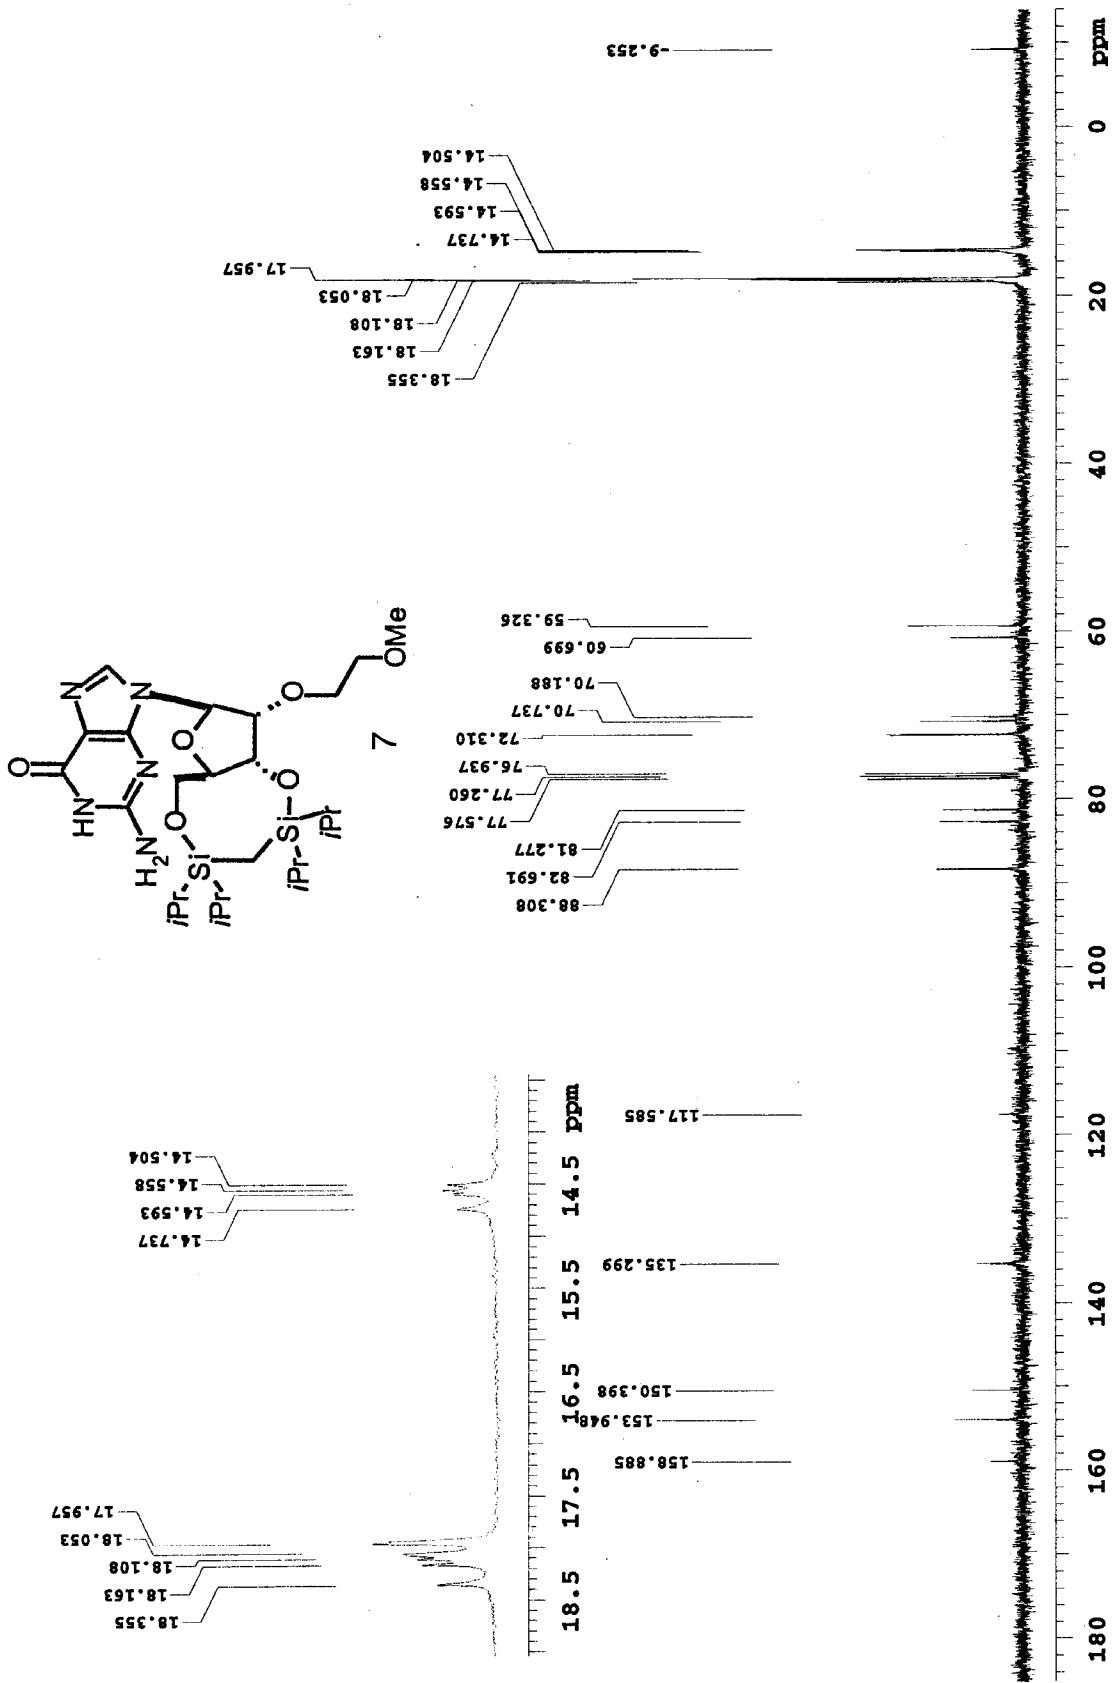 O
N
HN
N
N
H2N
N
O
O
O
O
OMe
Si
Si
iPr
iPr
iPr
iPr
7
18.355
18.163
18.108
18.053
17.957
14.737
14.593
14.558
14.504
18.5 17.5 16.5 15.5 14.5 ppm
158.885
153.948
150.398
135.299
117.585
88.308
82.691
81.277
77.576
77.260
76.937
72.310
70.737
70.188
60.699
59.326
18.355
18.163
18.108
18.053
17.957
14.737
14.593
14.558
14.504
-9.253
180 160 140 120 100 80 60 40 20 0 ppm